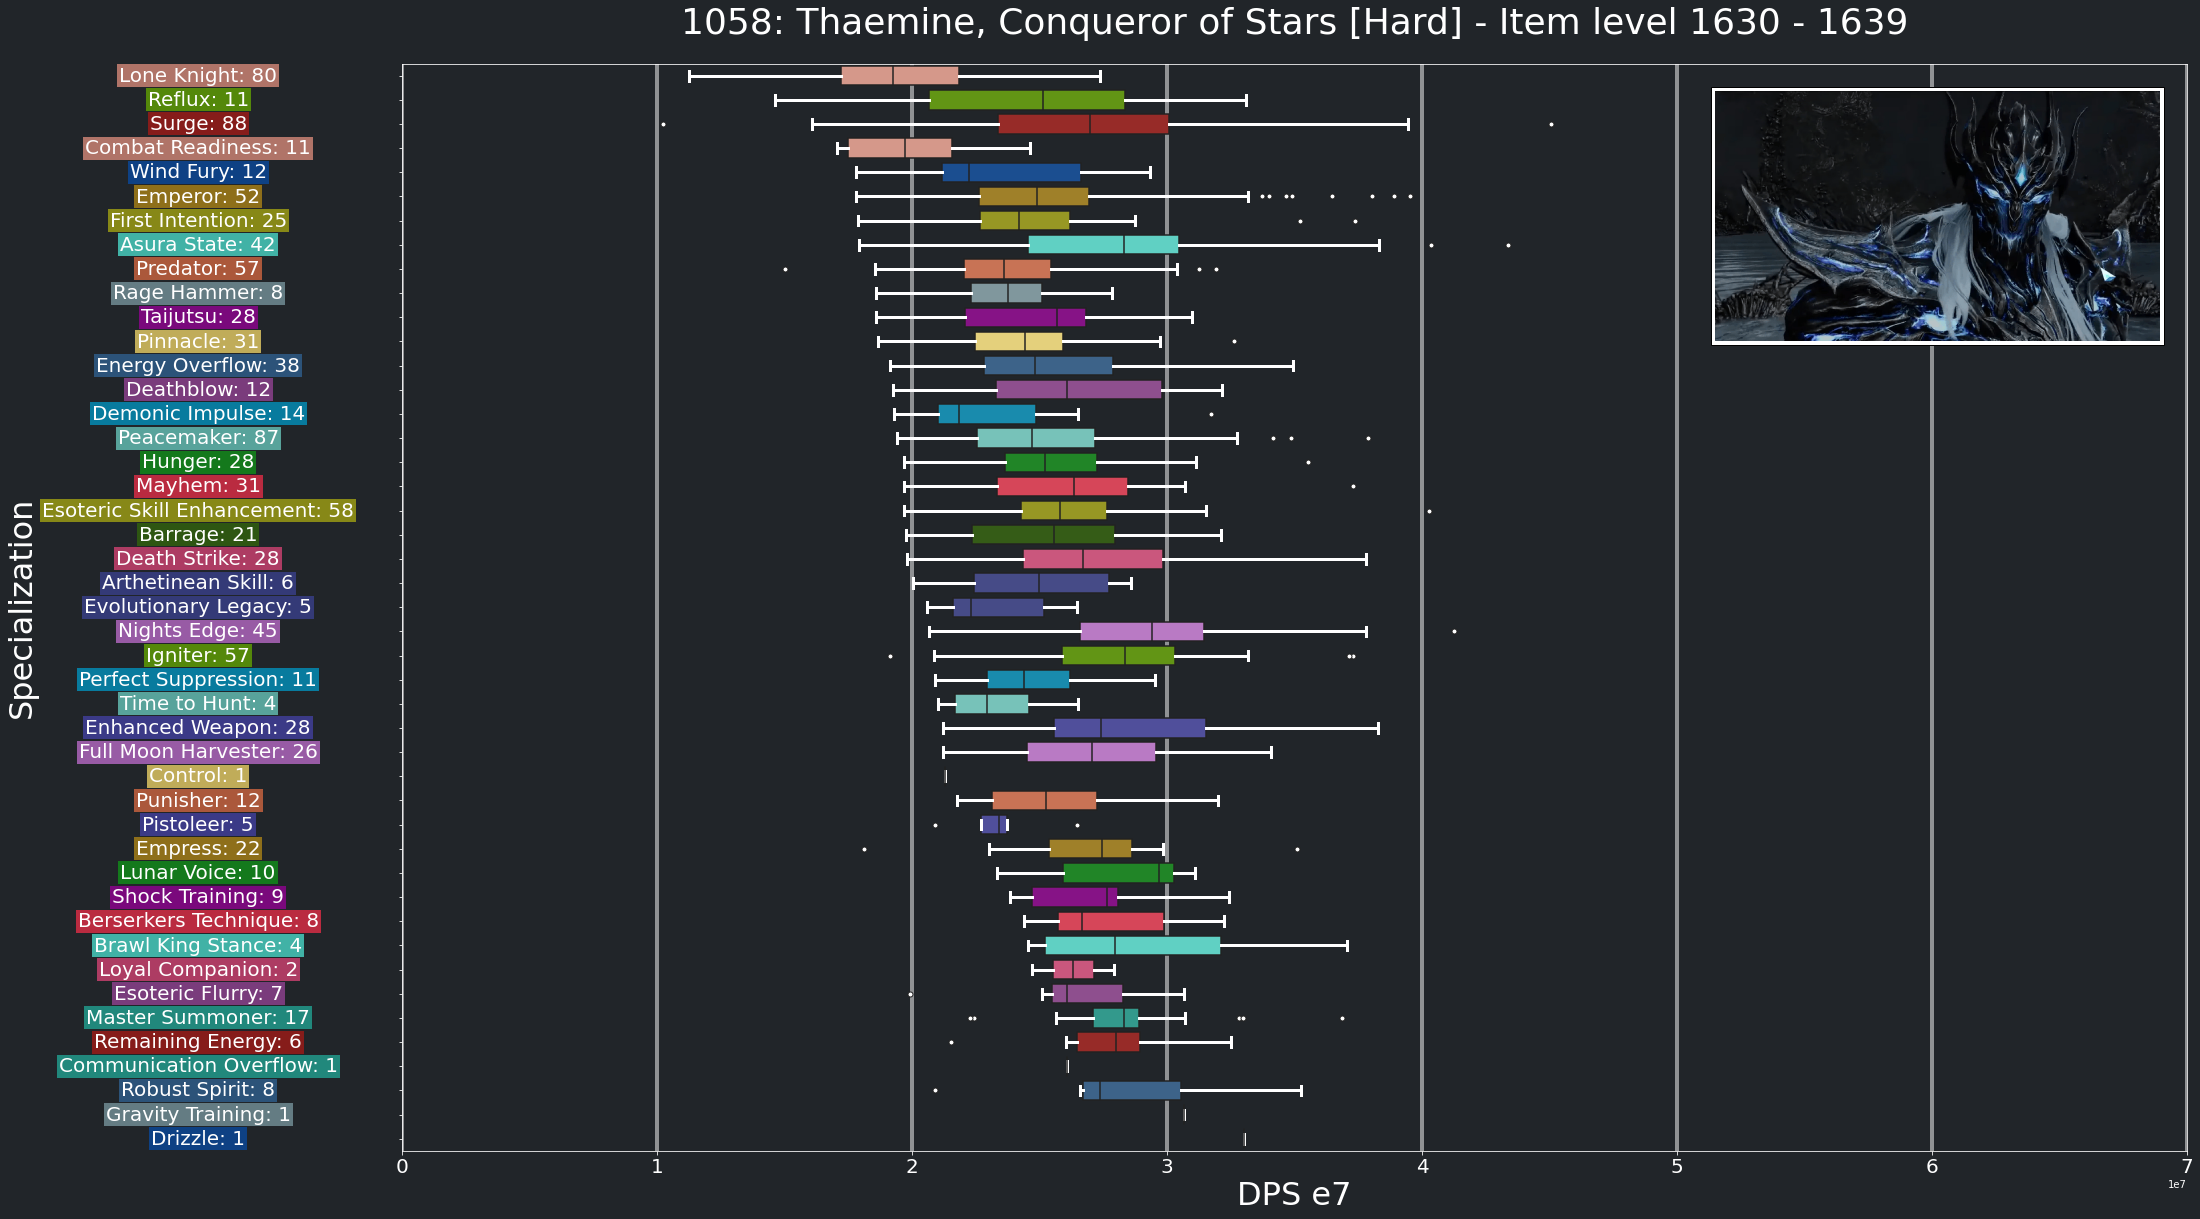 1058: Thaemine, Conqueror of Stars [Hard] - Item level 1630 - 1639
Lone Knight: 80
Reflux: 11
Surge: 88
Combat Readiness: 11
Wind Fury: 12
Emperor: 52
First Intention: 25
Asura State: 42
Predator: 57
Rage Hammer: 8
Taijutsu: 28
Pinnacle: 31
Energy Overflow: 38
Deathblow: 12
Demonic Impulse: 14
Peacemaker: 87
Hunger: 28
Mayhem: 31
Esoteric Skill Enhancement: 58
Barrage: 21
Death Strike: 28
Arthetinean Skill: 6
Evolutionary Legacy: 5
Nights Edge: 45
Igniter: 57
Perfect Suppression: 11
Time to Hunt: 4
Enhanced Weapon: 28
Full Moon Harvester: 26
Control: 1
Punisher: 12
Pistoleer: 5
Empress: 22
Lunar Voice: 10
Shock Training: 9
Berserkers Technique: 8
Brawl King Stance: 4
Loyal Companion: 2
Esoteric Flurry: 7
Master Summoner: 17
Remaining Energy: 6
Communication Overflow: 1
Robust Spirit: 8
Gravity Training: 1
Drizzle: 1
Specialization
0 1 2 3 4 5 6 7
1e7
DPS e7